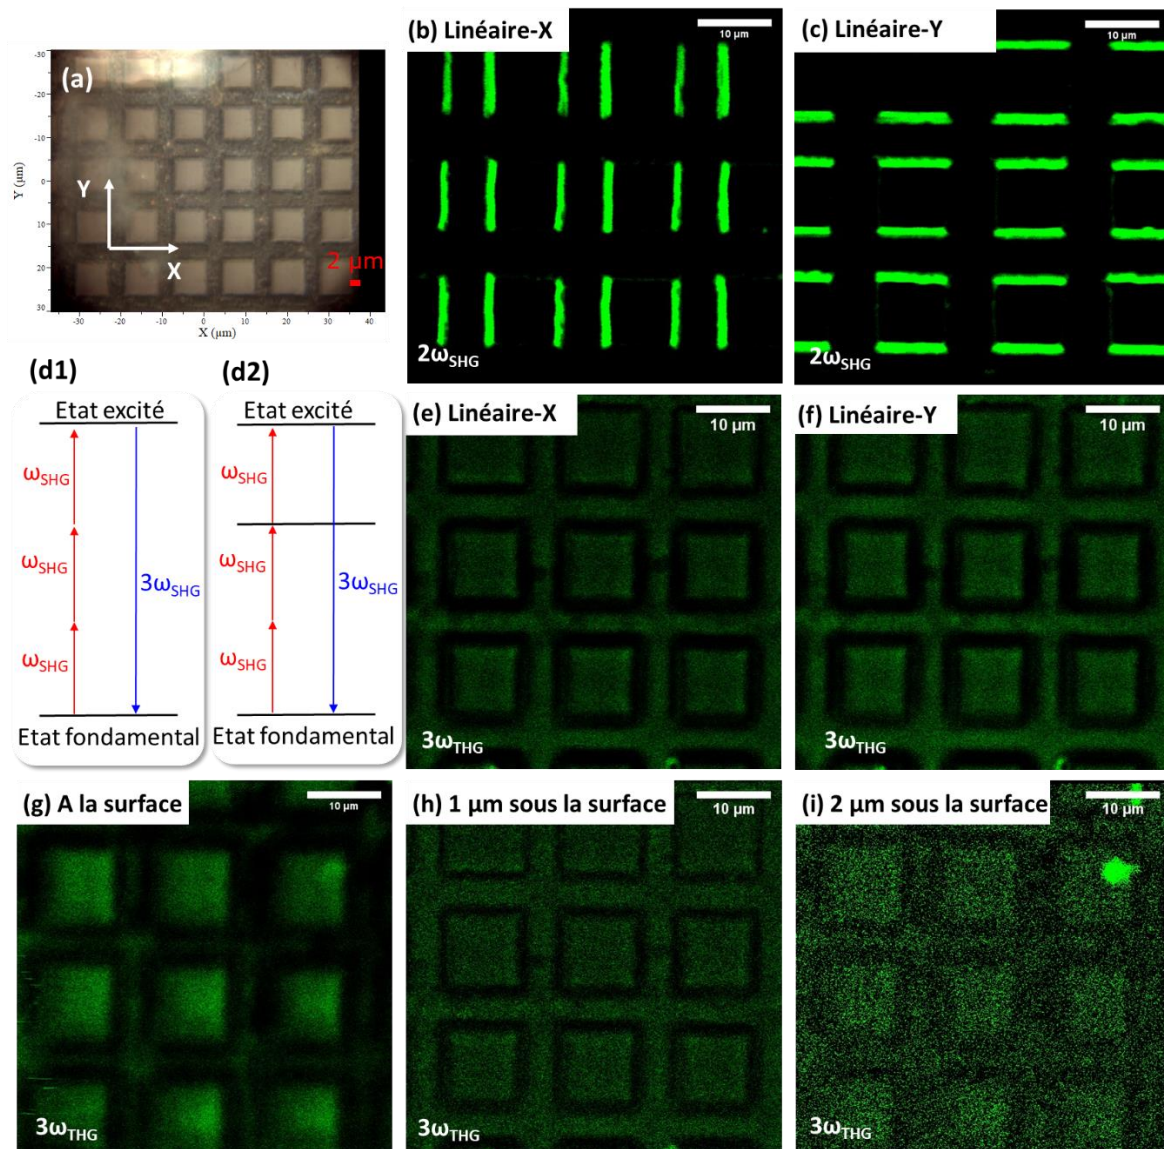 (a)
-30
-20
-10
0
10
20
30
Y (µm)
Y
X
2 µm
-30
-20
-10
0
10
20
30
40
X (µm)
(b) Linéaire-X
10 µm
2ωSHG
(c) Linéaire-Y
10 µm
2ωSHG
(d1)
Etat excité
ωSHG
ωSHG
3ωSHG
ωSHG
Etat fondamental
(d2)
Etat excité
ωSHG
ωSHG
3ωSHG
ωSHG
Etat fondamental
(e) Linéaire-X
10 µm
3ωTHG
(f) Linéaire-Y
10 µm
3ωTHG
(g) A la surface
10 µm
3ωTHG
(h) 1 µm sous la surface
10 µm
3ωTHG
(i) 2 µm sous la surface
10 µm
3ωTHG